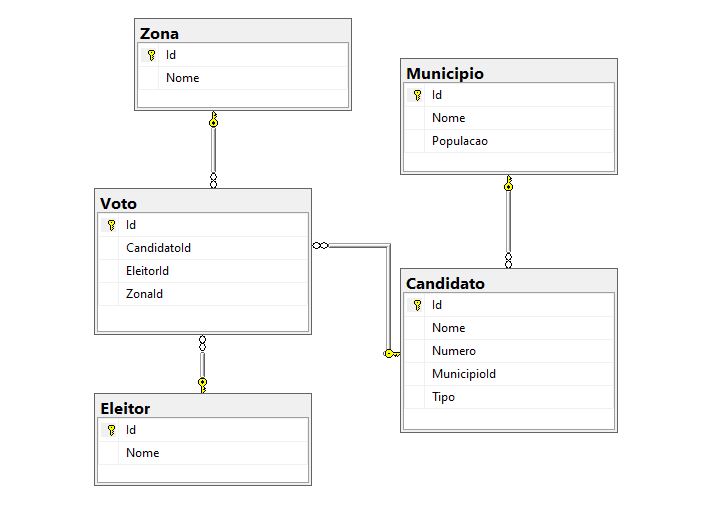 Zona
Id
Nome
Municipio
Id
Nome
Populacao
Voto
Id
CandidatoId
EleitorId
ZonaId
Candidato
Id
Nome
Numero
MunicipioId
Tipo
Eleitor
Id
Nome